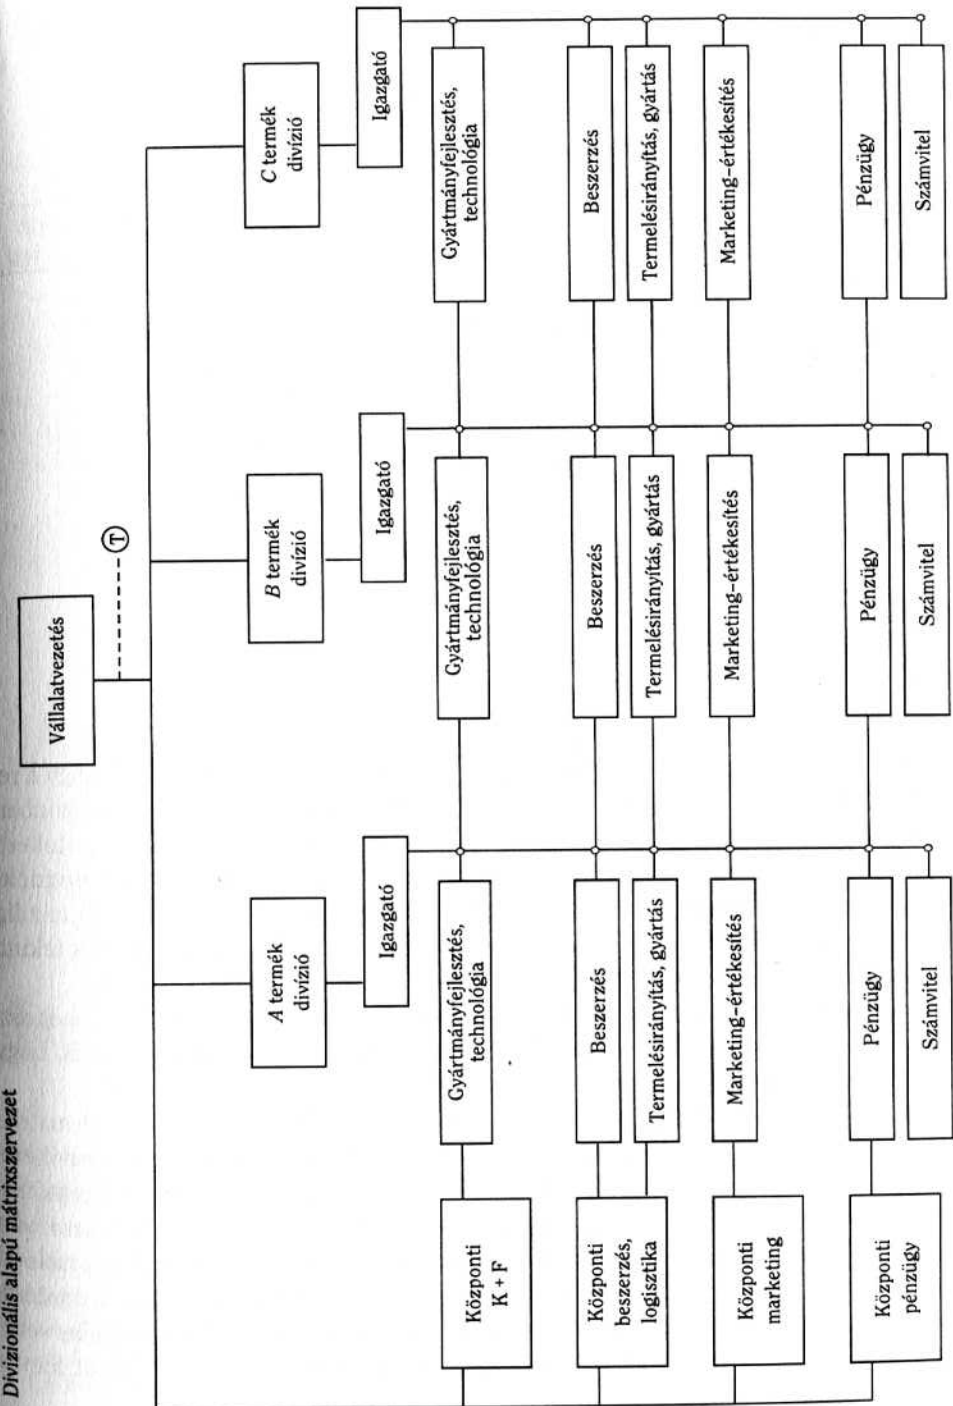 Divizionális alapú mátrixszervezet
Vállalatvezetés
T
A termék
divízió
B termék
divízió
C termék
divízió
Igazgató
Igazgató
Igazgató
Központi
K + F
Gyártmányfejlesztés,
technológia
Gyártmányfejlesztés,
technológia
Gyártmányfejlesztés,
technológia
Központi
beszerzés,
logisztika
Beszerzés
Beszerzés
Beszerzés
Termelésirányítás, gyártás
Termelésirányítás, gyártás
Termelésirányítás, gyártás
Központi
marketing
Marketing–értékesítés
Marketing–értékesítés
Marketing–értékesítés
Központi
pénzügy
Pénzügy
Pénzügy
Pénzügy
Számvitel
Számvitel
Számvitel